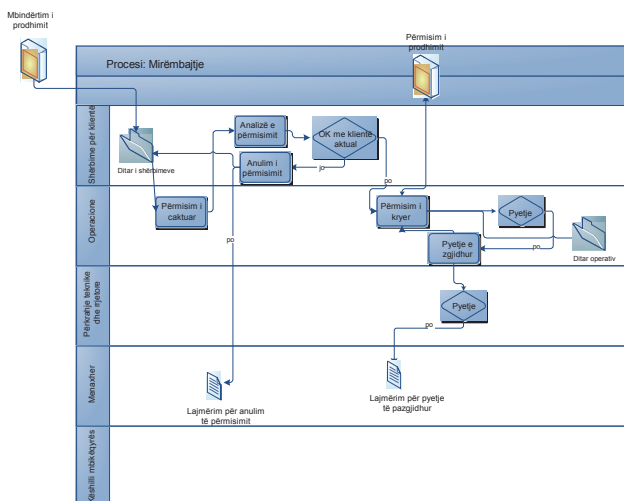 Mbindërtim i
prodhimit
Përmisim i
prodhimit
Procesi: Mirëmbajtje
Shërbime për klientë
Ditar i shërbimeve
Analizë e
përmisimit
OK me klientë
aktual
Anulim i
përmisimit
jo
po
Operacione
Përmisim i
caktuar
po
Përmisim i
kryer
Pyetje
po
Pyetje e
zgjidhur
Ditar operativ
Përkrahje teknike
dhe rrjetore
Pyetje
po
Menaxher
Lajmërim për anulim
të përmisimit
Lajmërim për pyetje
të pazgjidhur
Këshilli mbikëqyrës